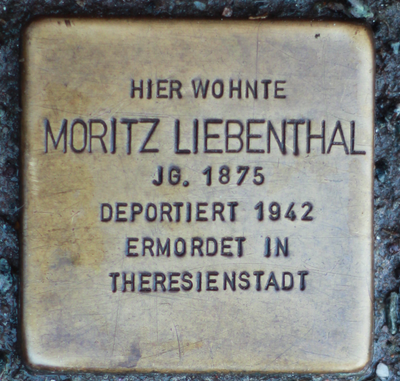 HIER WOHNTE
MORITZ LIEBENTHAL
JG. 1875
DEPORTIERT 1942
ERMORDET IN
THERESIENSTADT